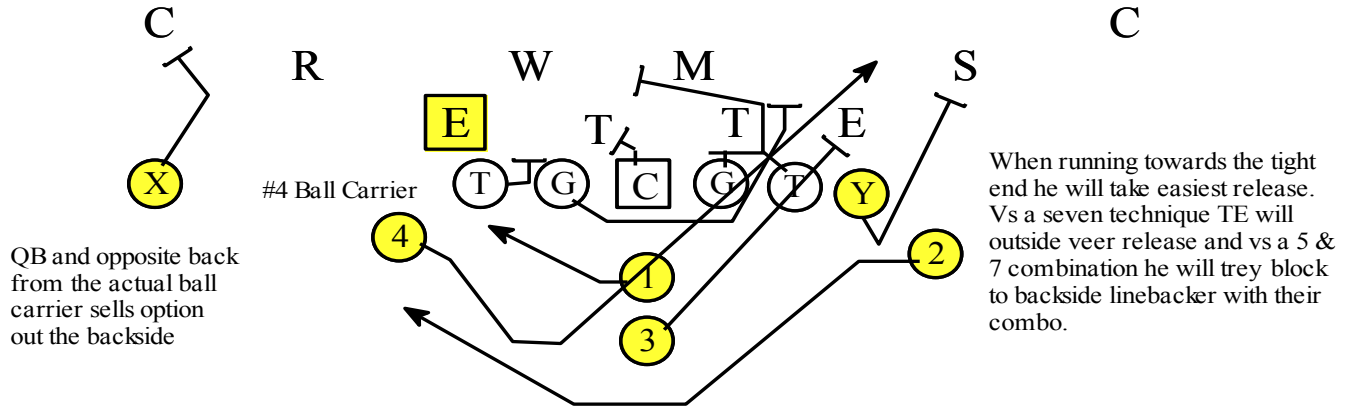 C C
R W M S
E T T E
T G C G T
X Y
#4 Ball Carrier
4 2
1
3
QB and opposite back
from the actual ball
carrier sells option
out the backside
When running towards the tight
end he will take easiest release.
Vs a seven technique TE will
outside veer release and vs a 5 &
7 combination he will trey block
to backside linebacker with their
combo.